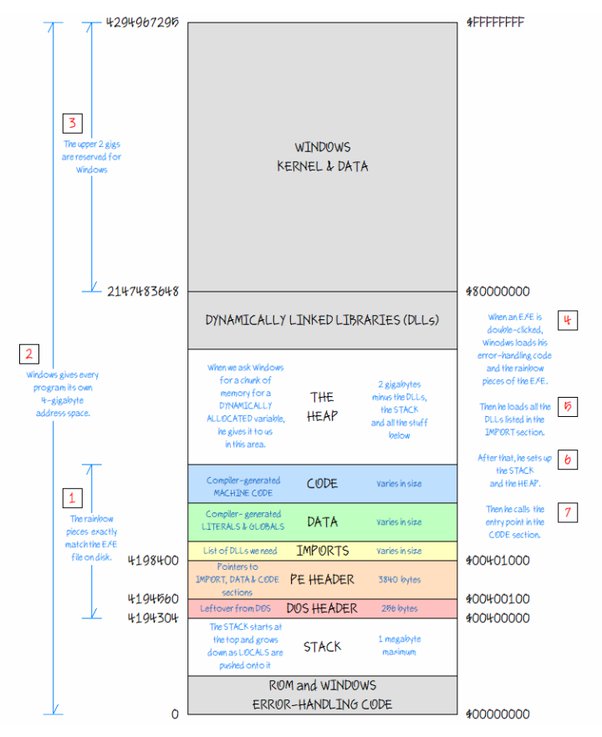 4294967295
$FFFFFFFF
3
The upper 2 gigs
are reserved for
Windows
WINDOWS
KERNEL & DATA
2147483648
$80000000
DYNAMICALLY LINKED LIBRARIES (DLLs)
4
When an EXE is
double-clicked,
Winodws loads his
error-handling code
and the rainbow
pieces of the EXE.
2
Windows gives every
program its own
4-gigabyte
address space.
When we ask Windows
for a chunk of
memory for a
DYNAMICALLY
ALLOCATED variable,
he gives it to us
in this area.
THE
HEAP
2 gigabytes
minus the DLLs,
the STACK
and all the stuff
below
5
Then he loads all the
DLLs listed in the
IMPORT section.
6
After that, he sets up
the STACK
and the HEAP.
7
Then he calls the
entry point in the
CODE section.
1
The rainbow
pieces exactly
match the EXE
file on disk.
Compiler-generated
MACHINE CODE
CODE
varies in size
Compiler-generated
LITERALS & GLOBALS
DATA
varies in size
List of DLLs we need
IMPORTS
varies in size
4198400
$00401000
Pointers to
IMPORT, DATA & CODE
sections
PE HEADER
3840 bytes
4194560
$00400100
Leftover from DOS
DOS HEADER
256 bytes
4194304
$00400000
The STACK starts at
the top and grows
down as LOCALS are
pushed onto it
STACK
1 megabyte
maximum
ROM and WINDOWS
ERROR-HANDLING CODE
0
$00000000